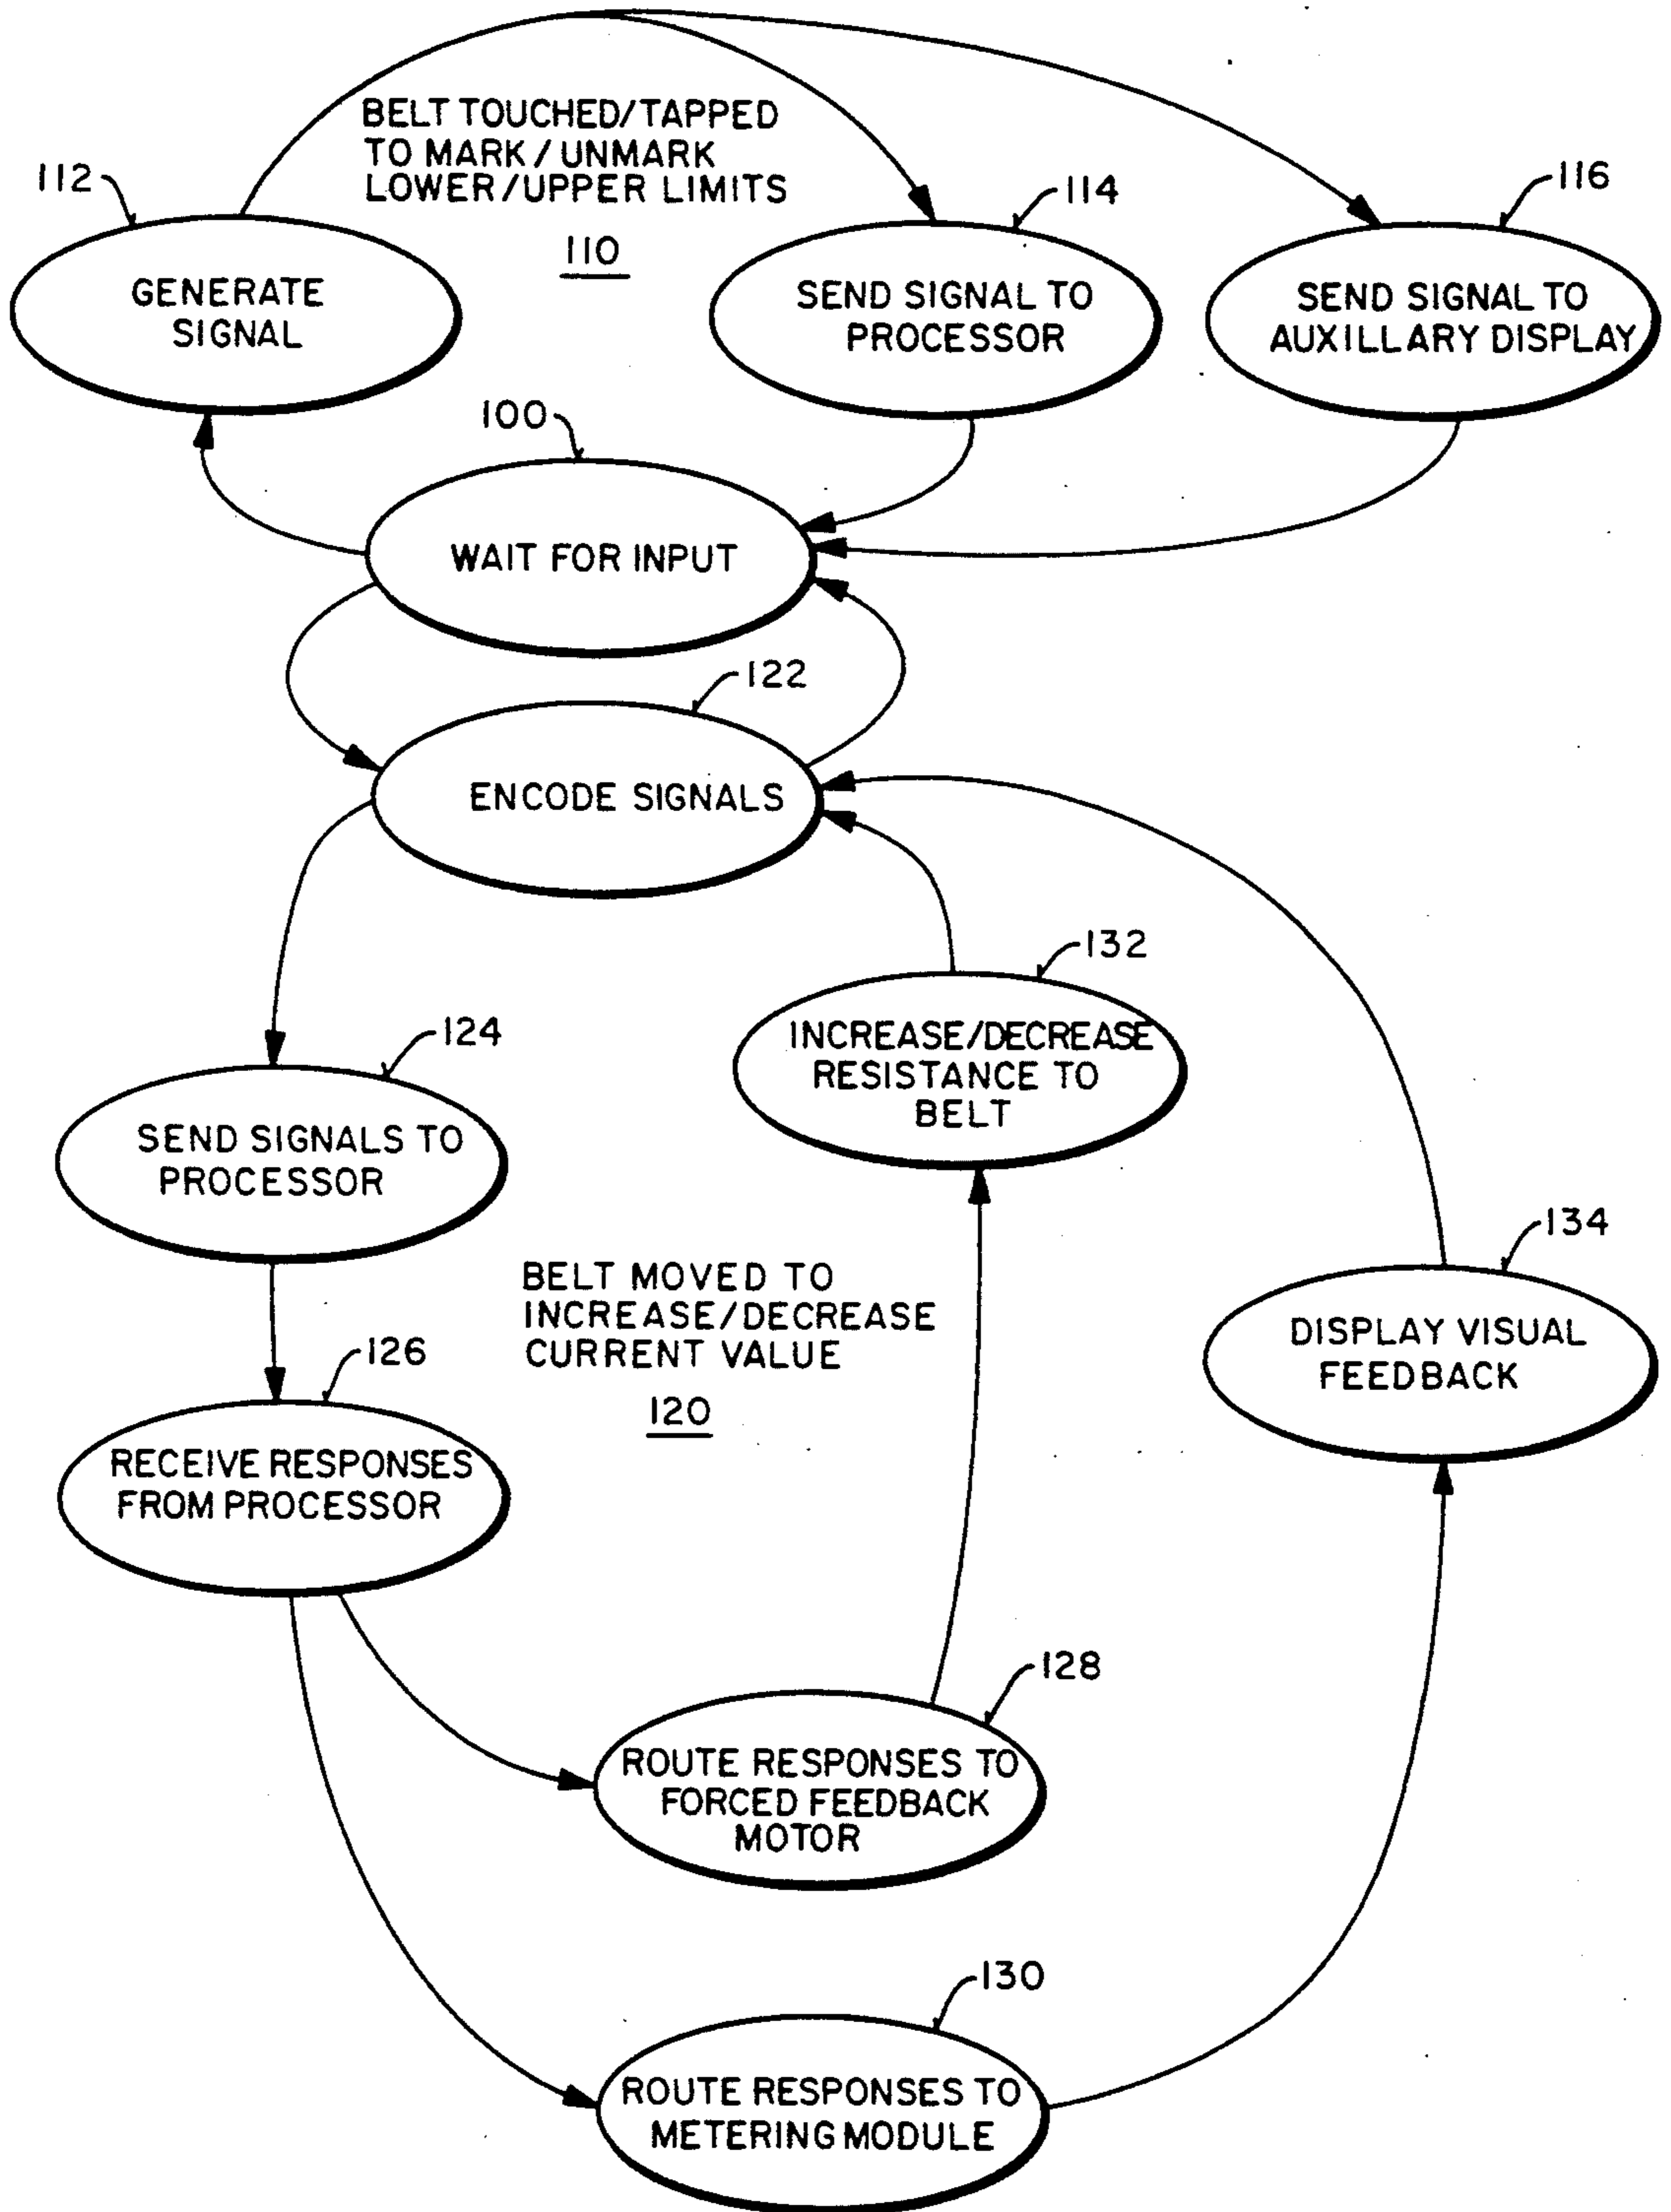 BELT TOUCHED/TAPPED
TO MARK/UNMARK
LOWER/UPPER LIMITS
110
112
GENERATE
SIGNAL
114
SEND SIGNAL TO
PROCESSOR
116
SEND SIGNAL TO
AUXILLARY DISPLAY
100
WAIT FOR INPUT
122
ENCODE SIGNALS
132
INCREASE/DECREASE
RESISTANCE TO
BELT
124
SEND SIGNALS TO
PROCESSOR
BELT MOVED TO
INCREASE/DECREASE
CURRENT VALUE
120
134
DISPLAY VISUAL
FEEDBACK
126
RECEIVE RESPONSES
FROM PROCESSOR
128
ROUTE RESPONSES TO
FORCED FEEDBACK
MOTOR
130
ROUTE RESPONSES TO
METERING MODULE